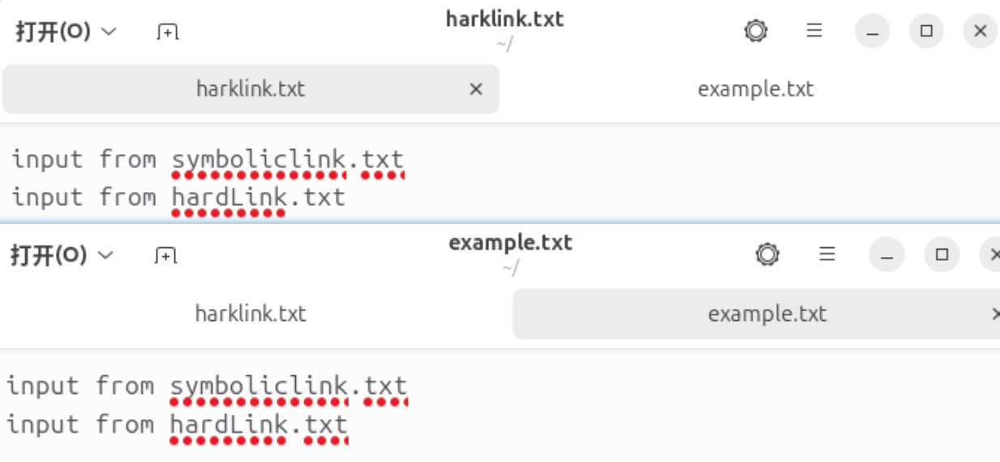 打开(O)
harklink.txt
~/
harklink.txt
example.txt
input from symboliclink.txt
input from hardLink.txt
打开(O)
example.txt
~/
harklink.txt
example.txt
input from symboliclink.txt
input from hardLink.txt